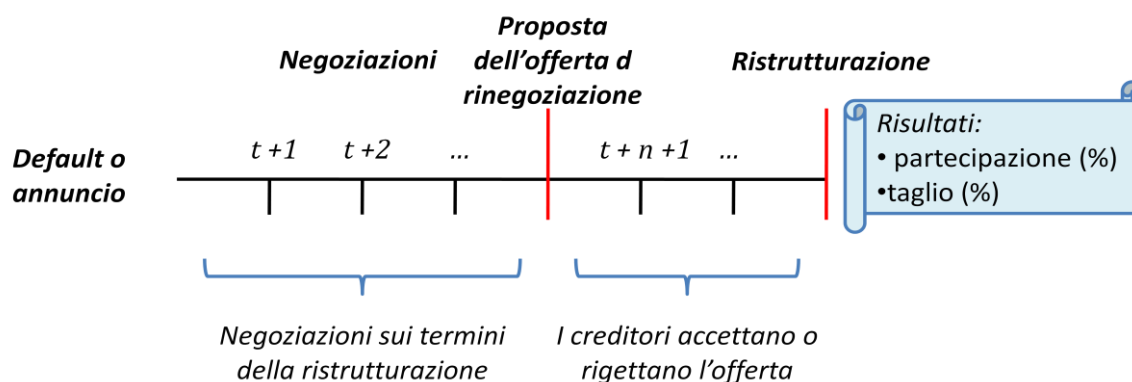 Negoziazioni
Proposta
dell'offerta d
rinegoziazione
Ristrutturazione
Default o
annuncio
t +1
t +2
...
t + n +1
...
Risultati:
• partecipazione (%)
•taglio (%)
Negoziazioni sui termini
della ristrutturazione
I creditori accettano o
rigettano l'offerta